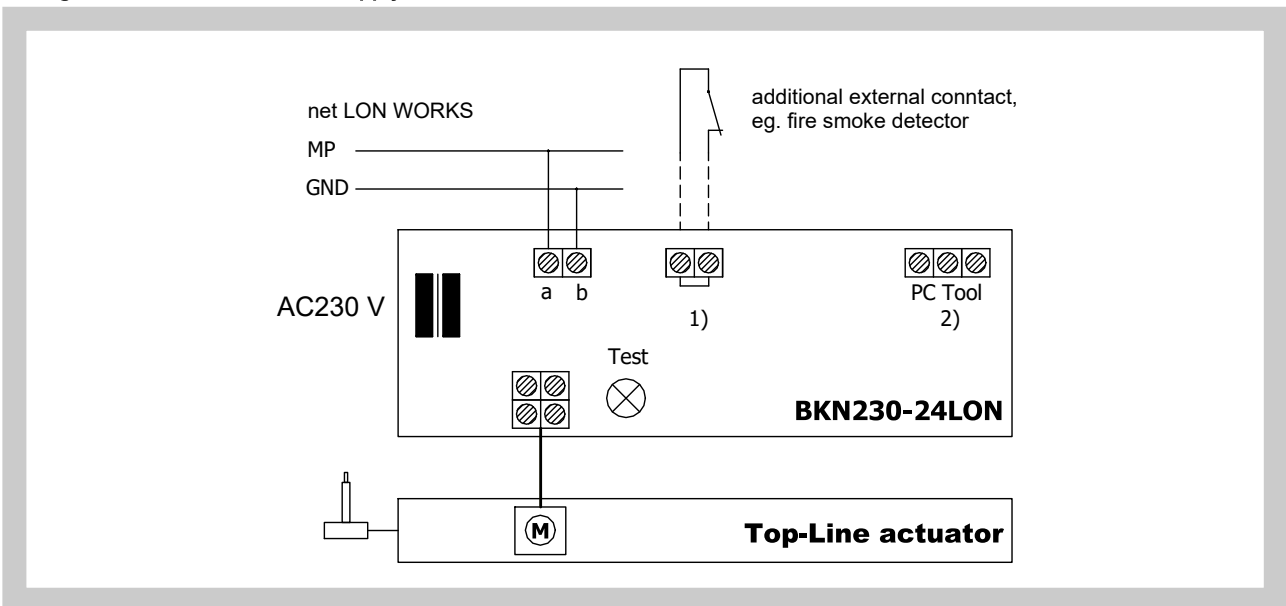 net LON WORKS
additional external conntact,
eg. fire smoke detector
MP
GND
AC230 V
a b
1)
PC Tool
2)
Test
BKN230-24LON
M
Top-Line actuator